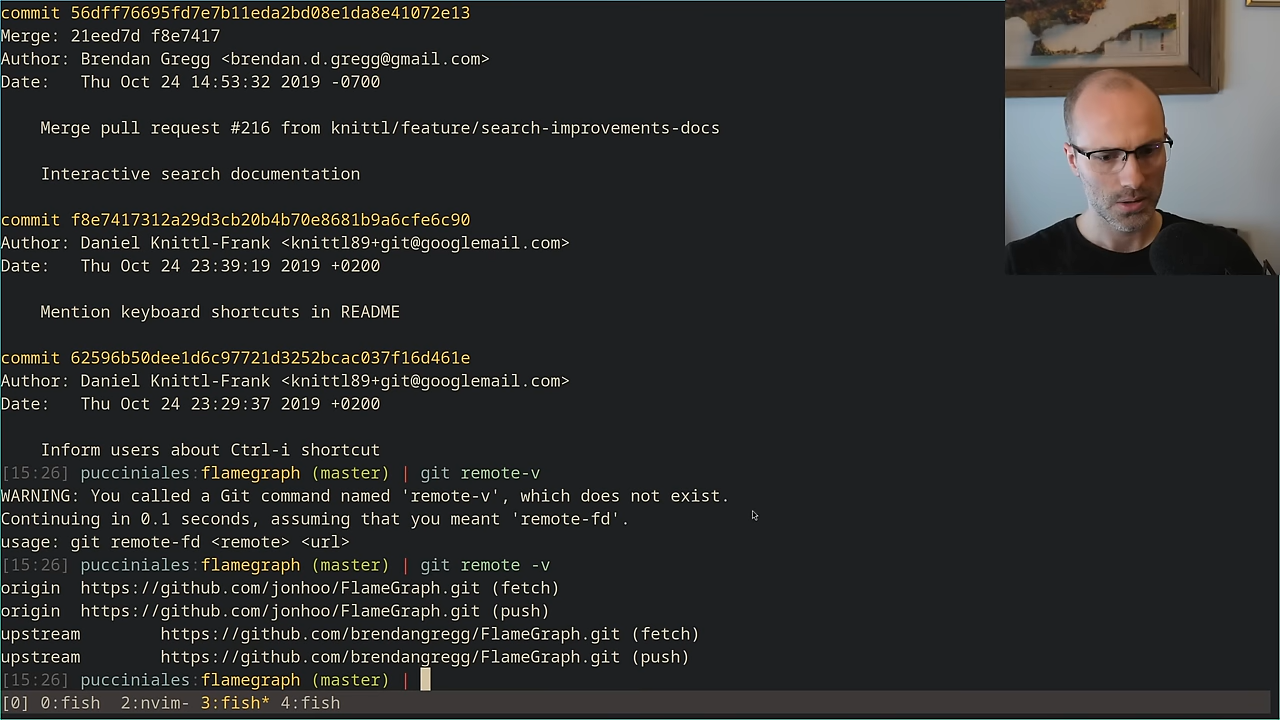 commit 56dff76695fd7e7b11eda2bd08e1da8e41072e13
Merge: 21eed7d f8e7417
Author: Brendan Gregg <brendan.d.gregg@gmail.com>
Date:   Thu Oct 24 14:53:32 2019 -0700
Merge pull request #216 from knittl/feature/search-improvements-docs
Interactive search documentation
commit f8e7417312a29d3cb20b4b70e8681b9a6cfe6c90
Author: Daniel Knittl-Frank <knittl89+git@googlemail.com>
Date:   Thu Oct 24 23:39:19 2019 +0200
Mention keyboard shortcuts in README
commit 62596b50dee1d6c97721d3252bcac037f16d461e
Author: Daniel Knittl-Frank <knittl89+git@googlemail.com>
Date:   Thu Oct 24 23:29:37 2019 +0200
Inform users about Ctrl-i shortcut
[15:26] pucciniales:flamegraph (master) | git remote-v
WARNING: You called a Git command named 'remote-v', which does not exist.
Continuing in 0.1 seconds, assuming that you meant 'remote-fd'.
usage: git remote-fd <remote> <url>
[15:26] pucciniales:flamegraph (master) | git remote -v
origin  https://github.com/jonhoo/FlameGraph.git (fetch)
origin  https://github.com/jonhoo/FlameGraph.git (push)
upstream        https://github.com/brendangregg/FlameGraph.git (fetch)
upstream        https://github.com/brendangregg/FlameGraph.git (push)
[15:26] pucciniales:flamegraph (master) |
[0] 0:fish  2:nvim- 3:fish* 4:fish